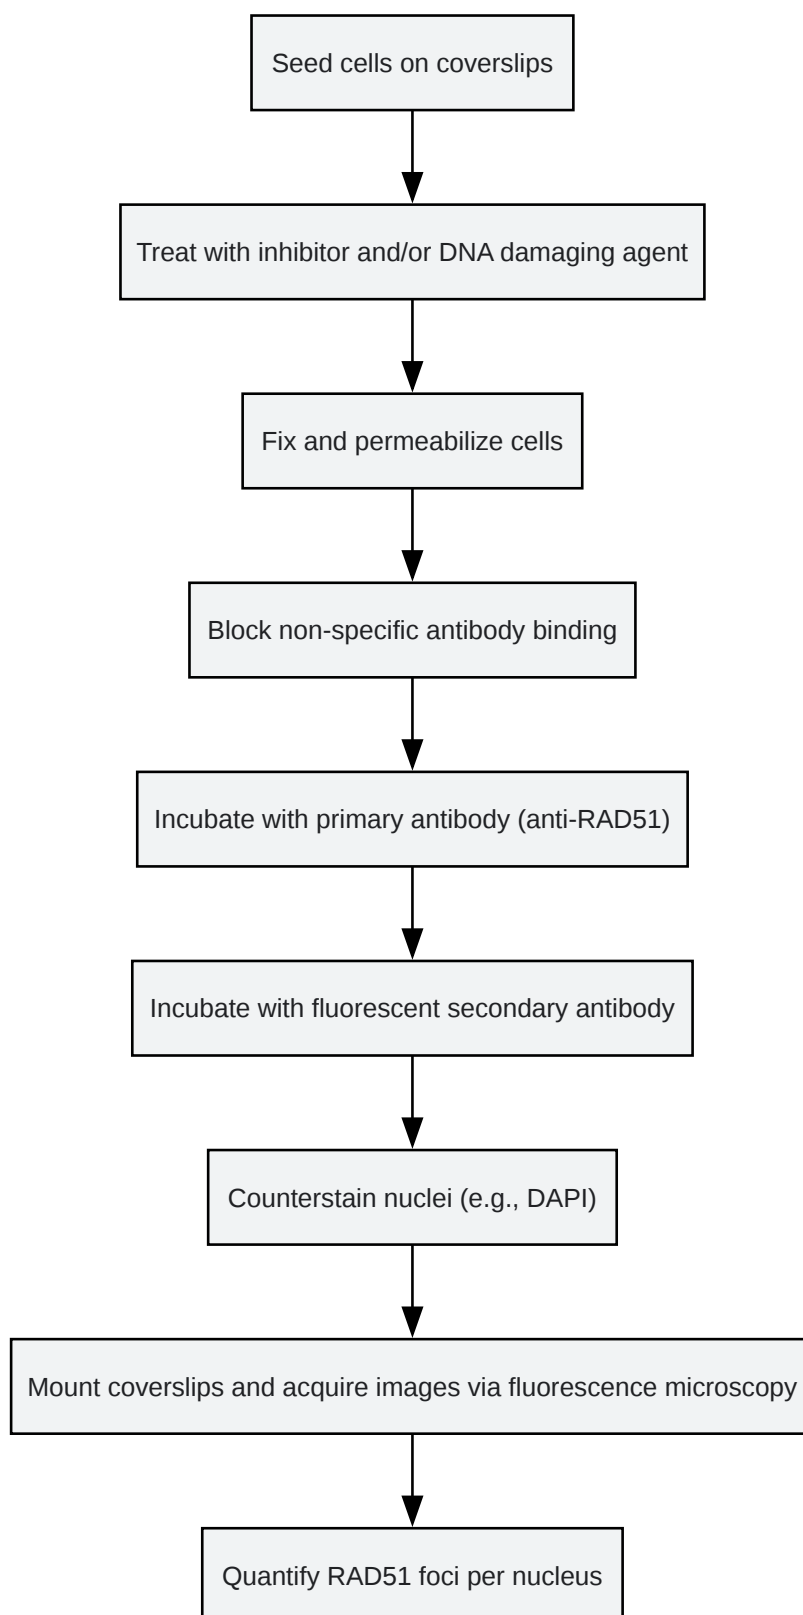 Seed cells on coverslips
Treat with inhibitor and/or DNA damaging agent
Fix and permeabilize cells
Block non-specific antibody binding
Incubate with primary antibody (anti-RAD51)
Incubate with fluorescent secondary antibody
Counterstain nuclei (e.g., DAPI)
Mount coverslips and acquire images via fluorescence microscopy
Quantify RAD51 foci per nucleus